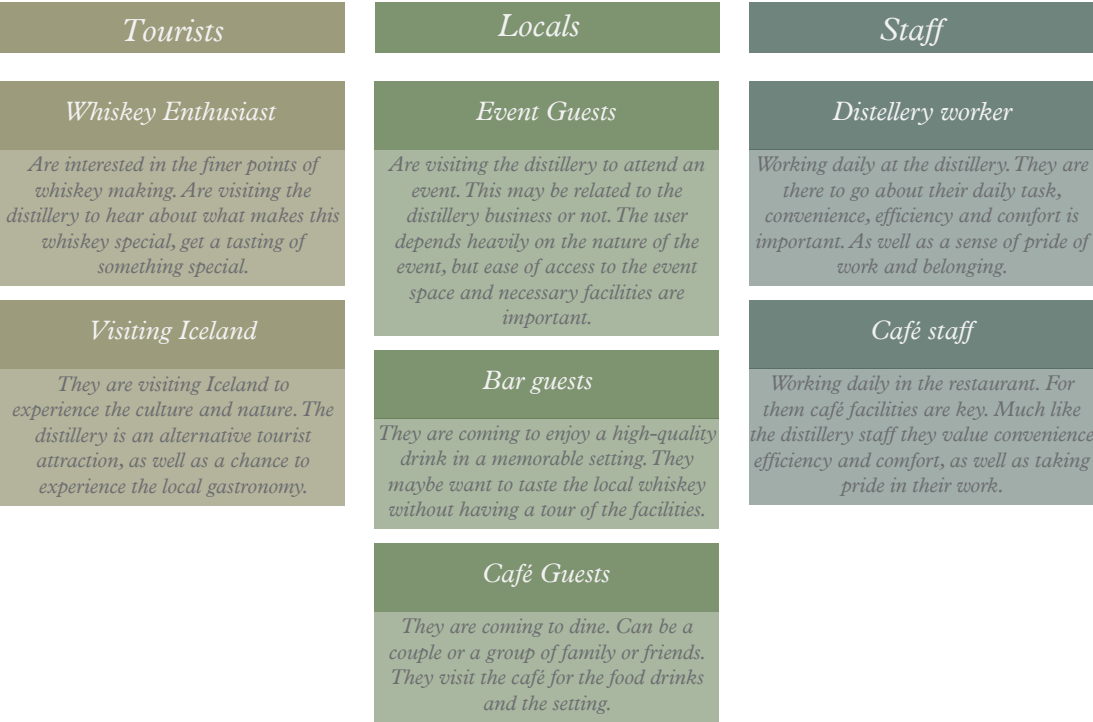 Tourists
Whiskey Enthusiast
Are interested in the finer points of
whiskey making. Are visiting the
distillery to hear about what makes this
whiskey special, get a tasting of
something special.
Visiting Iceland
They are visiting Iceland to
experience the culture and nature. The
distillery is an alternative tourist
attraction, as well as a chance to
experience the local gastronomy.
Locals
Event Guests
Are visiting the distillery to attend an
event. This may be related to the
distillery business or not. The user
depends heavily on the nature of the
event, but ease of access to the event
space and necessary facilities are
important.
Bar guests
They are coming to enjoy a high-quality
drink in a memorable setting. They
maybe want to taste the local whiskey
without having a tour of the facilities.
Café Guests
They are coming to dine. Can be a
couple or a group of family or friends.
They visit the café for the food drinks
and the setting.
Staff
Distellery worker
Working daily at the distillery. They are
there to go about their daily task,
convenience, efficiency and comfort is
important. As well as a sense of pride of
work and belonging.
Café staff
Working daily in the restaurant. For
them café facilities are key. Much like
the distillery staff they value convenience
efficiency and comfort, as well as taking
pride in their work.